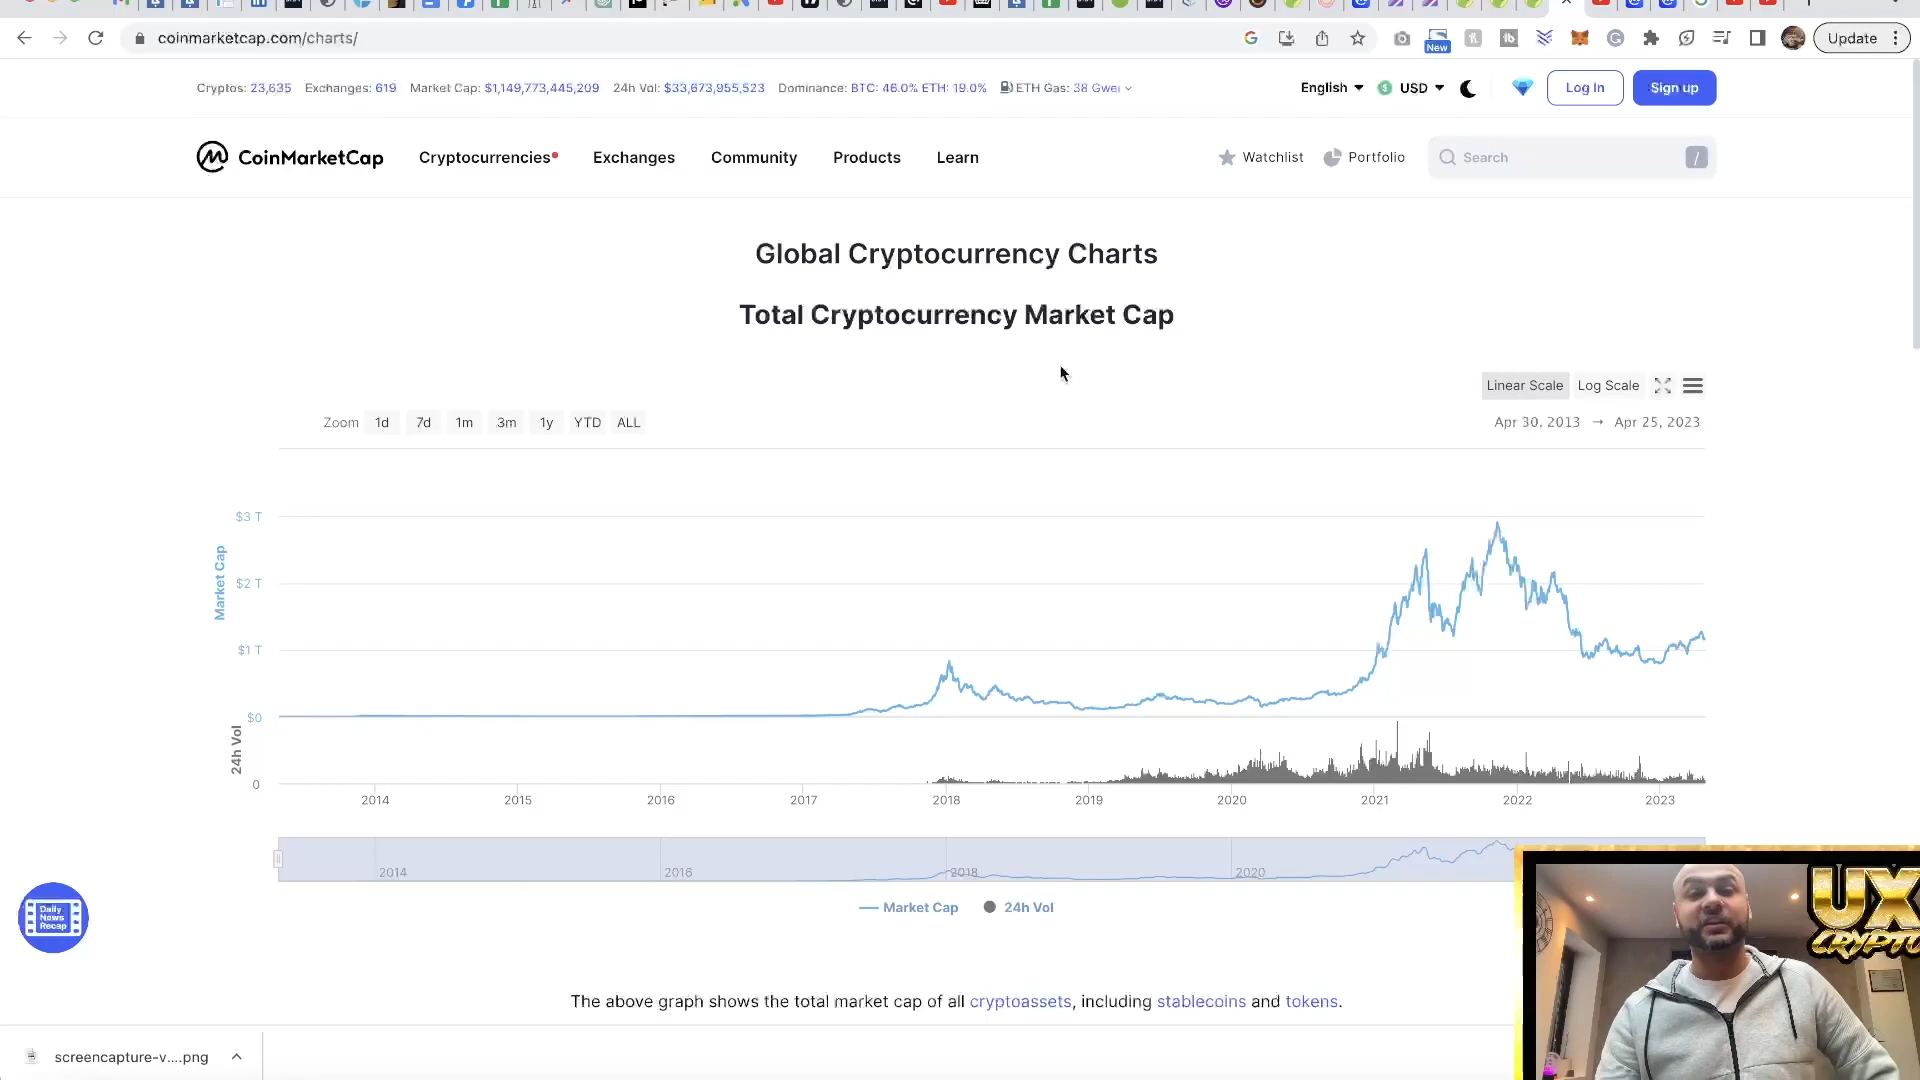 coinmarketcap.com/charts/
New
Update
Cryptos: 23,635 Exchanges: 619 Market Cap: $1,149,773,445,209 24h Vol: $33,673,955,523 Dominance: BTC: 46.0% ETH: 19.0% ETH Gas: 38 Gwei
English USD Log In Sign up
CoinMarketCap Cryptocurrencies Exchanges Community Products Learn
Watchlist Portfolio Search /
Global Cryptocurrency Charts
Total Cryptocurrency Market Cap
Linear Scale Log Scale
Zoom 1d 7d 1m 3m 1y YTD ALL
Apr 30, 2013 → Apr 25, 2023
$3 T
$2 T
$1 T
$0
Market Cap
24h Vol
0
2014 2015 2016 2017 2018 2019 2020 2021 2022 2023
2014 2016 2018 2020
Market Cap 24h Vol
Daily
News
Recap
UX
CRYPTO
The above graph shows the total market cap of all cryptoassets, including stablecoins and tokens.
screencapture-v....png